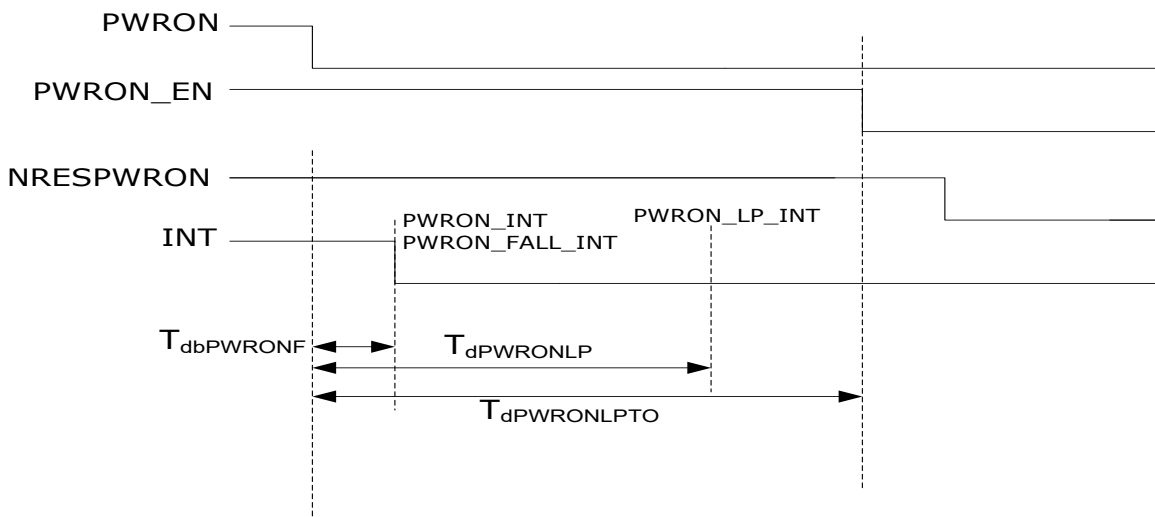 PWRON
PWRON_EN
NRESPWRON
PWRON_INT
PWRON_LP_INT
INT
PWRON_FALL_INT
TdbPWRONF
TdPWRONLP
TdPWRONLPTO